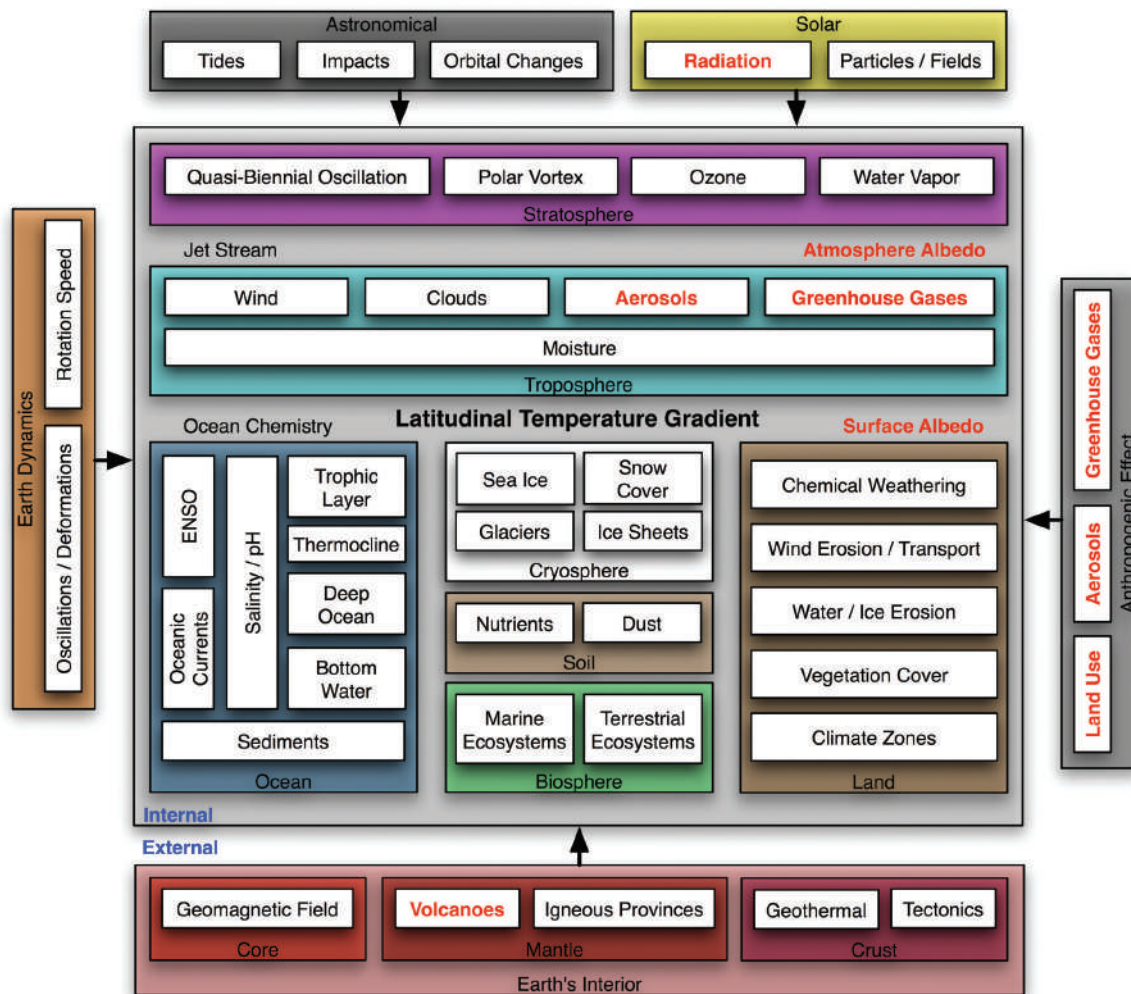 Astronomical
Tides
Impacts
Orbital Changes
Solar
Radiation
Particles / Fields
Quasi-Biennial Oscillation
Polar Vortex
Ozone
Water Vapor
Stratosphere
Jet Stream
Atmosphere Albedo
Wind
Clouds
Aerosols
Greenhouse Gases
Moisture
Troposphere
Latitudinal Temperature Gradient
Ocean Chemistry
Surface Albedo
Earth Dynamics
Rotation Speed
Oscillations / Deformations
ENSO
Oceanic
Currents
Salinity / pH
Trophic
Layer
Thermocline
Deep
Ocean
Bottom
Water
Sediments
Ocean
Sea Ice
Snow
Cover
Glaciers
Ice Sheets
Cryosphere
Nutrients
Dust
Soil
Marine
Ecosystems
Terrestrial
Ecosystems
Biosphere
Chemical Weathering
Wind Erosion / Transport
Water / Ice Erosion
Vegetation Cover
Climate Zones
Land
Greenhouse Gases
Aerosols
Land Use
Anthropogenic Effect
Internal
External
Geomagnetic Field
Core
Volcanoes
Igneous Provinces
Mantle
Geothermal
Tectonics
Crust
Earth's Interior